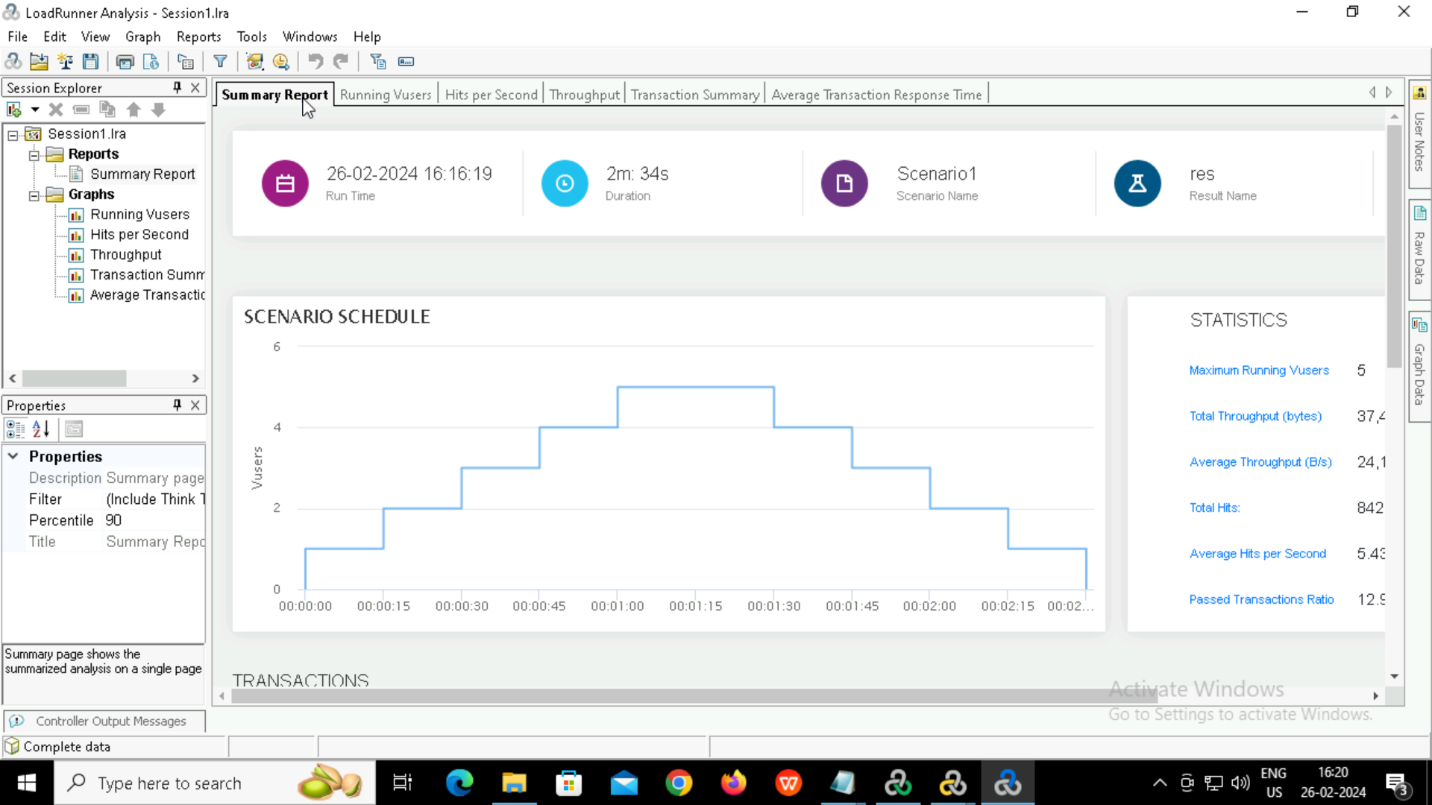 LoadRunner Analysis - Session1.lra
File Edit View Graph Reports Tools Windows Help
Session Explorer
Session1.lra
Reports
Summary Report
Graphs
Running Vusers
Hits per Second
Throughput
Transaction Summ
Average Transactic
Properties
Properties
Description Summary page
Filter (Include Think T
Percentile 90
Title Summary Repo
Summary page shows the
summarized analysis on a single page
Controller Output Messages
Complete data
Summary Report Running Vusers Hits per Second Throughput Transaction Summary Average Transaction Response Time
26-02-2024 16:16:19
Run Time
2m: 34s
Duration
Scenario1
Scenario Name
res
Result Name
SCENARIO SCHEDULE
6
4
2
0
Vusers
00:00:00 00:00:15 00:00:30 00:00:45 00:01:00 00:01:15 00:01:30 00:01:45 00:02:00 00:02:15 00:02...
STATISTICS
Maximum Running Vusers 5
Total Throughput (bytes) 37,4
Average Throughput (B/s) 24,1
Total Hits: 842
Average Hits per Second 5.43
Passed Transactions Ratio 12.9
TRANSACTIONS
User Notes
Raw Data
Graph Data
Activate Windows
Go to Settings to activate Windows.
Type here to search
ENG
US
16:20
26-02-2024
3